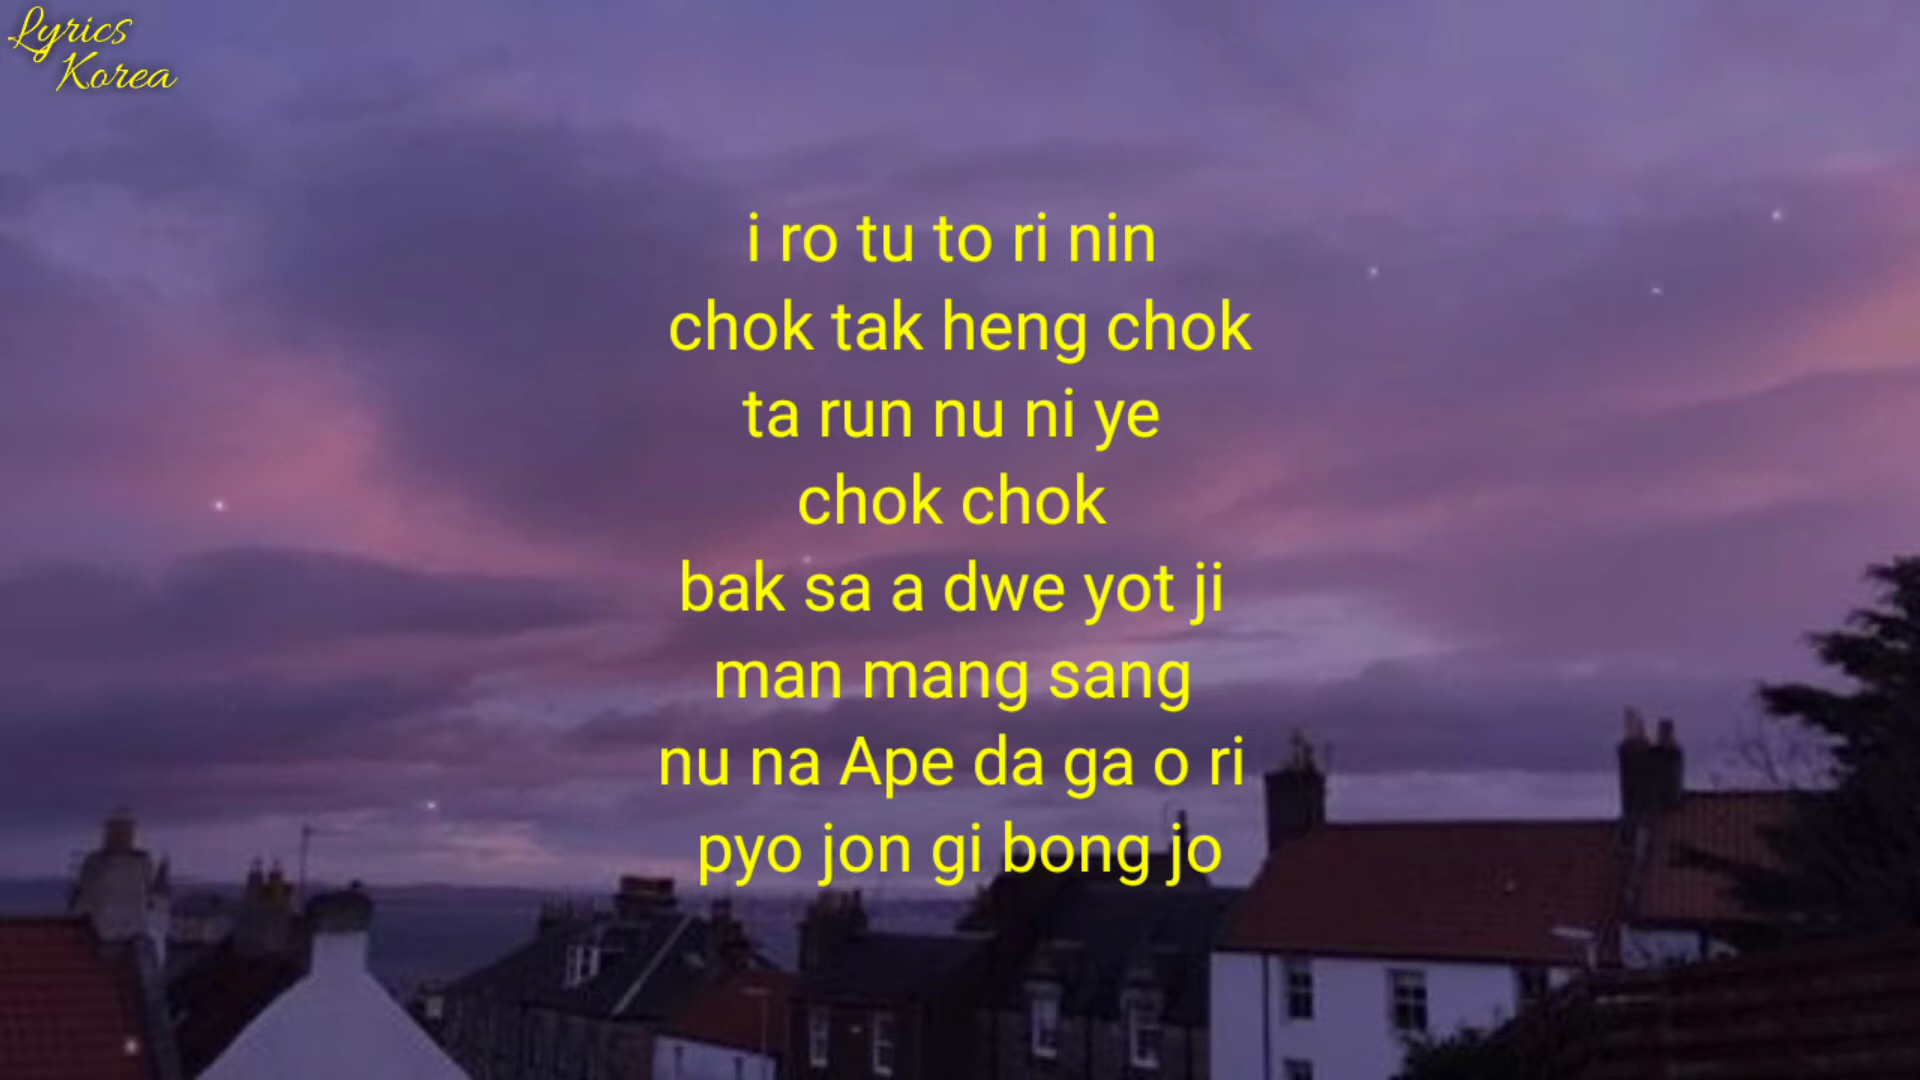 Lyrics
Korea
i ro tu to ri nin
chok tak heng chok
ta run nu ni ye
chok chok
bak sa a dwe yot ji
man mang sang
nu na Ape da ga o ri
pyo jon gi bong jo